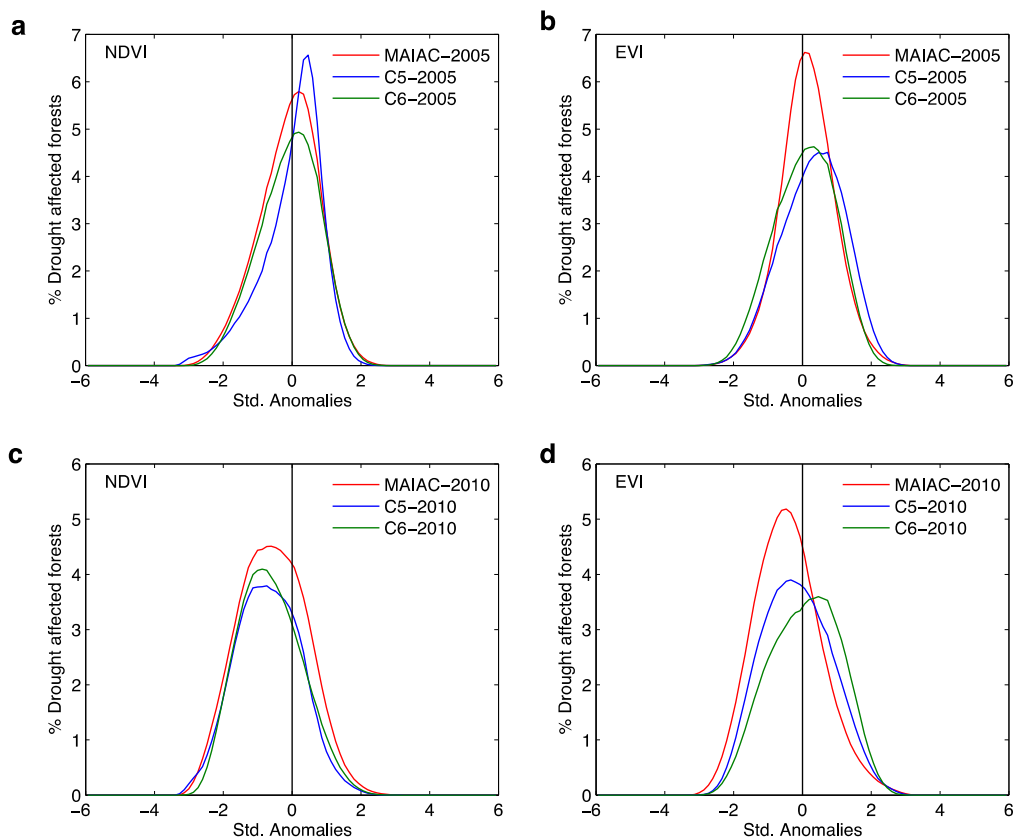 a
NDVI
MAIAC−2005
C5−2005
C6−2005
% Drought affected forests
7
6
5
4
3
2
1
0
−6 −4 −2 0 2 4 6
Std. Anomalies
b
EVI
MAIAC−2005
C5−2005
C6−2005
% Drought affected forests
7
6
5
4
3
2
1
0
−6 −4 −2 0 2 4 6
Std. Anomalies
c
NDVI
MAIAC−2010
C5−2010
C6−2010
% Drought affected forests
6
5
4
3
2
1
0
−6 −4 −2 0 2 4 6
Std. Anomalies
d
EVI
MAIAC−2010
C5−2010
C6−2010
% Drought affected forests
6
5
4
3
2
1
0
−6 −4 −2 0 2 4 6
Std. Anomalies